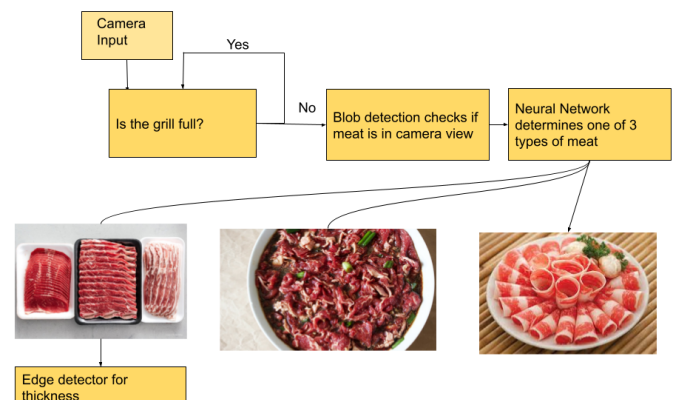 Camera
Input
Yes
Is the grill full?
No
Blob detection checks if
meat is in camera view
Neural Network
determines one of 3
types of meat
Edge detector for
thickness